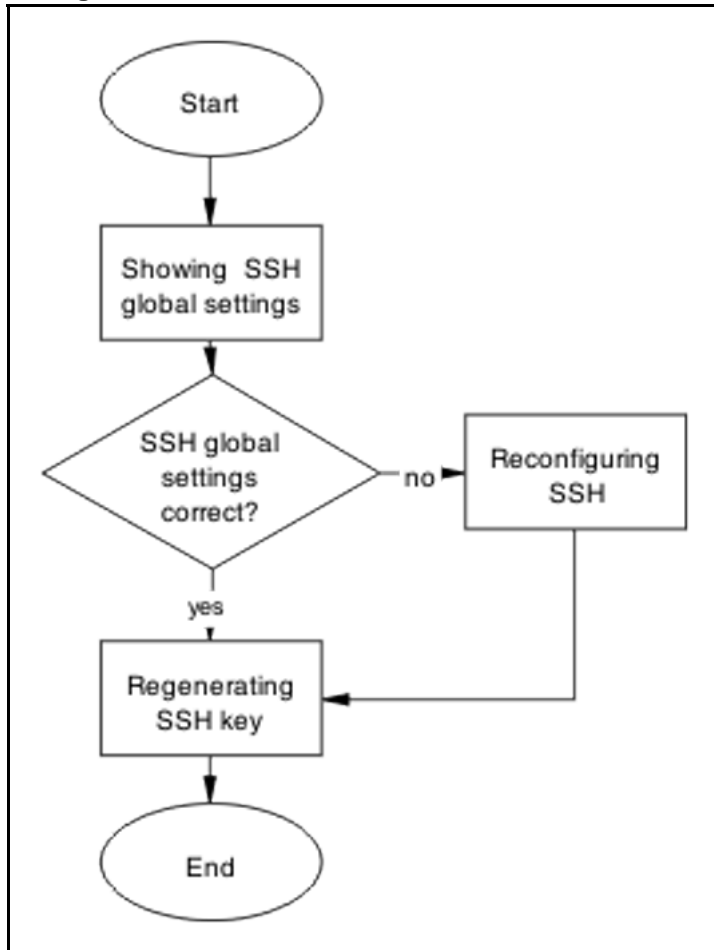 Start
Showing SSH
global settings
SSH global
settings
correct?
no
Reconfiguring
SSH
yes
Regenerating
SSH key
End